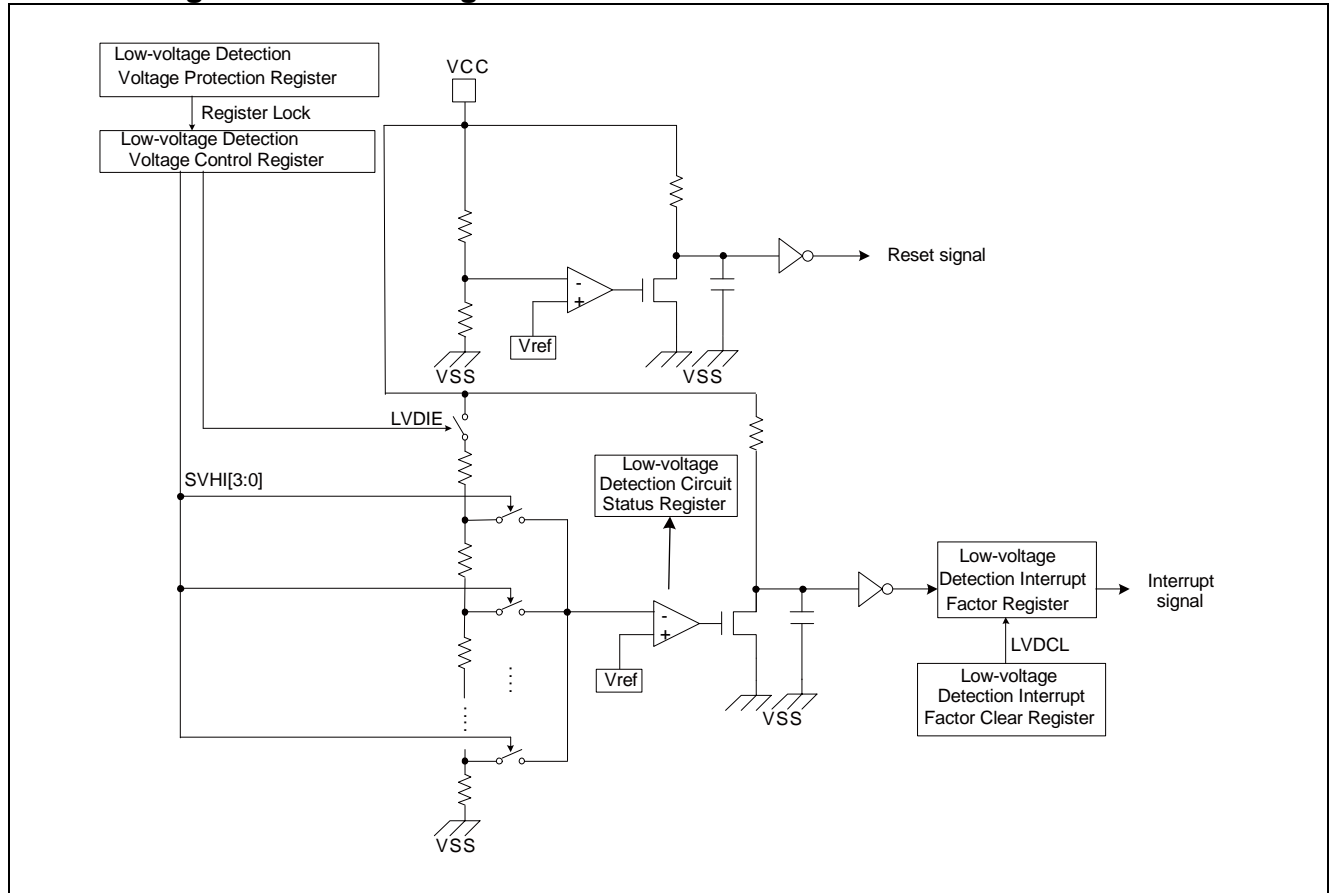 Low-voltage Detection
Voltage Protection Register
Register Lock
Low-voltage Detection
Voltage Control Register
VCC
-
+
Vref
VSS
VSS
Reset signal
LVDIE
SVHI[3:0]
Low-voltage
Detection Circuit
Status Register
-
+
Vref
VSS
Low-voltage
Detection Interrupt
Factor Register
Interrupt
signal
LVDCL
Low-voltage
Detection Interrupt
Factor Clear Register
VSS